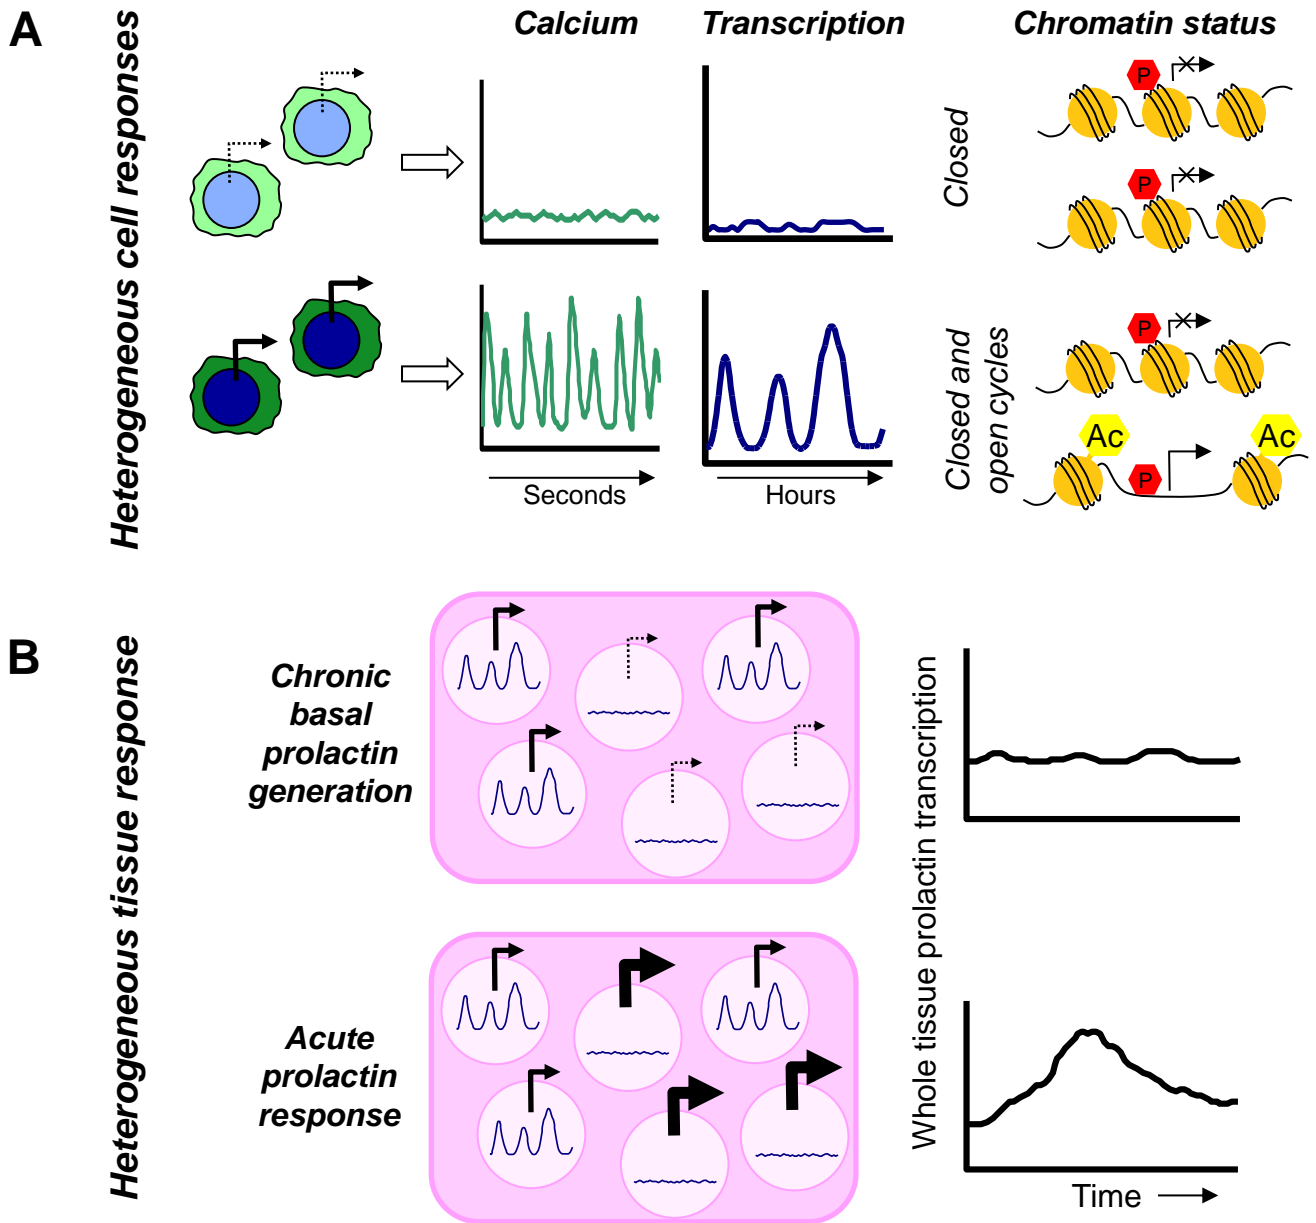 A
Heterogeneous cell responses
Calcium
Transcription
Chromatin status
Closed
P
P
Closed and
open cycles
P
Ac
Ac
P
Seconds
Hours
B
Heterogeneous tissue response
Chronic
basal
prolactin
generation
Acute
prolactin
response
Whole tissue prolactin transcription
Time